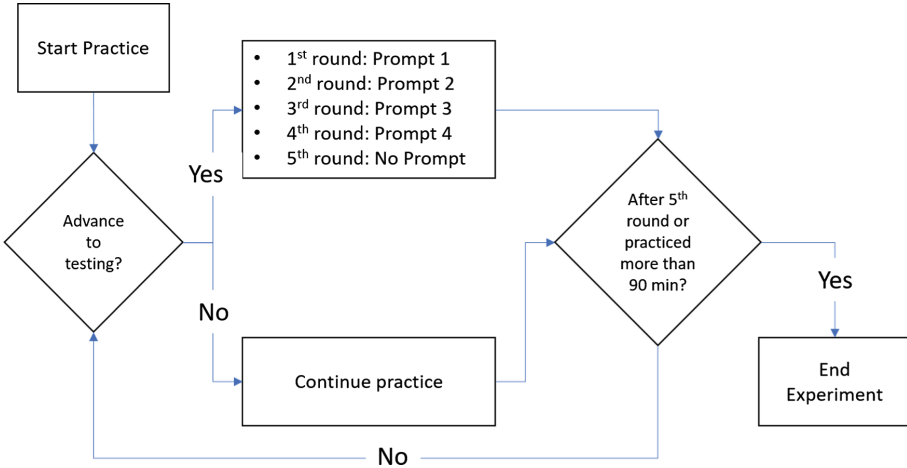 Start Practice
• 1st round: Prompt 1
• 2nd round: Prompt 2
• 3rd round: Prompt 3
• 4th round: Prompt 4
• 5th round: No Prompt
Yes
Advance
to
testing?
No
Continue practice
After 5th
round or
practiced
more than
90 min?
Yes
End
Experiment
No